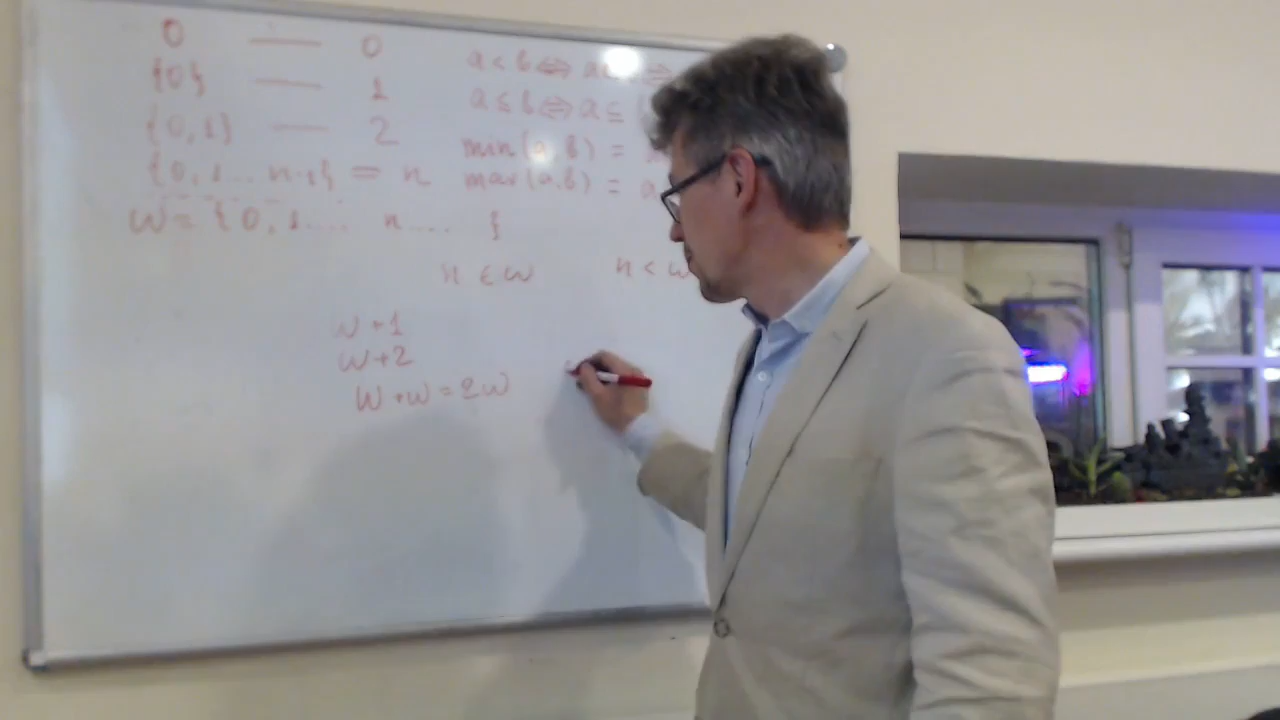 0 — 0
{0} — 1
{0,1} — 2
{0,1...n-1} = n
ω = {0,1.... n.... }
a < b ⇔ a
a ≤ b ⇔ a ⊆
min(a,b) =
max(a,b) = a
n ∈ ω n < ω
ω+1
ω+2
ω+ω=2ω